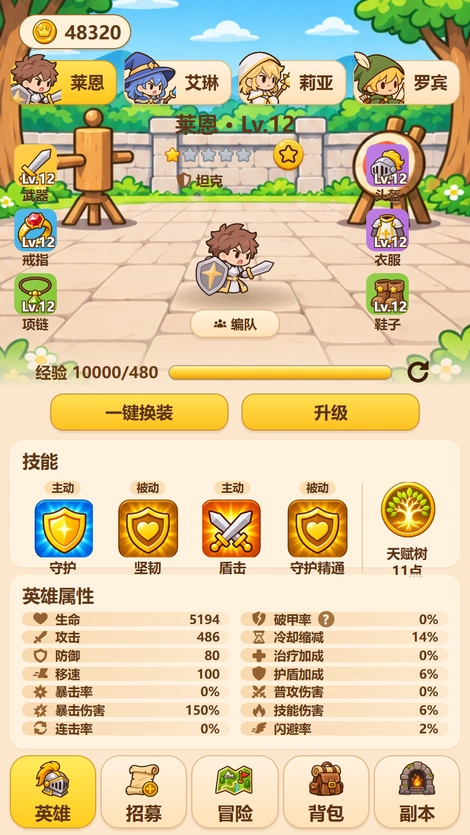 48320
莱恩 艾琳 莉亚 罗宾
莱恩·Lv.12
坦克
Lv.12
武器
Lv.12
戒指
Lv.12
项链
Lv.12
头盔
Lv.12
衣服
Lv.12
鞋子
编队
经验 10000/480
一键换装 升级
技能
主动 被动 主动 被动
守护 坚韧 盾击 守护精通
天赋树
11点
英雄属性
生命 5194 破甲率 ? 0%
攻击 486 冷却缩减 14%
防御 80 治疗加成 0%
移速 100 护盾加成 6%
暴击率 0% 普攻伤害 0%
暴击伤害 150% 技能伤害 6%
连击率 0% 闪避率 2%
英雄 招募 冒险 背包 副本